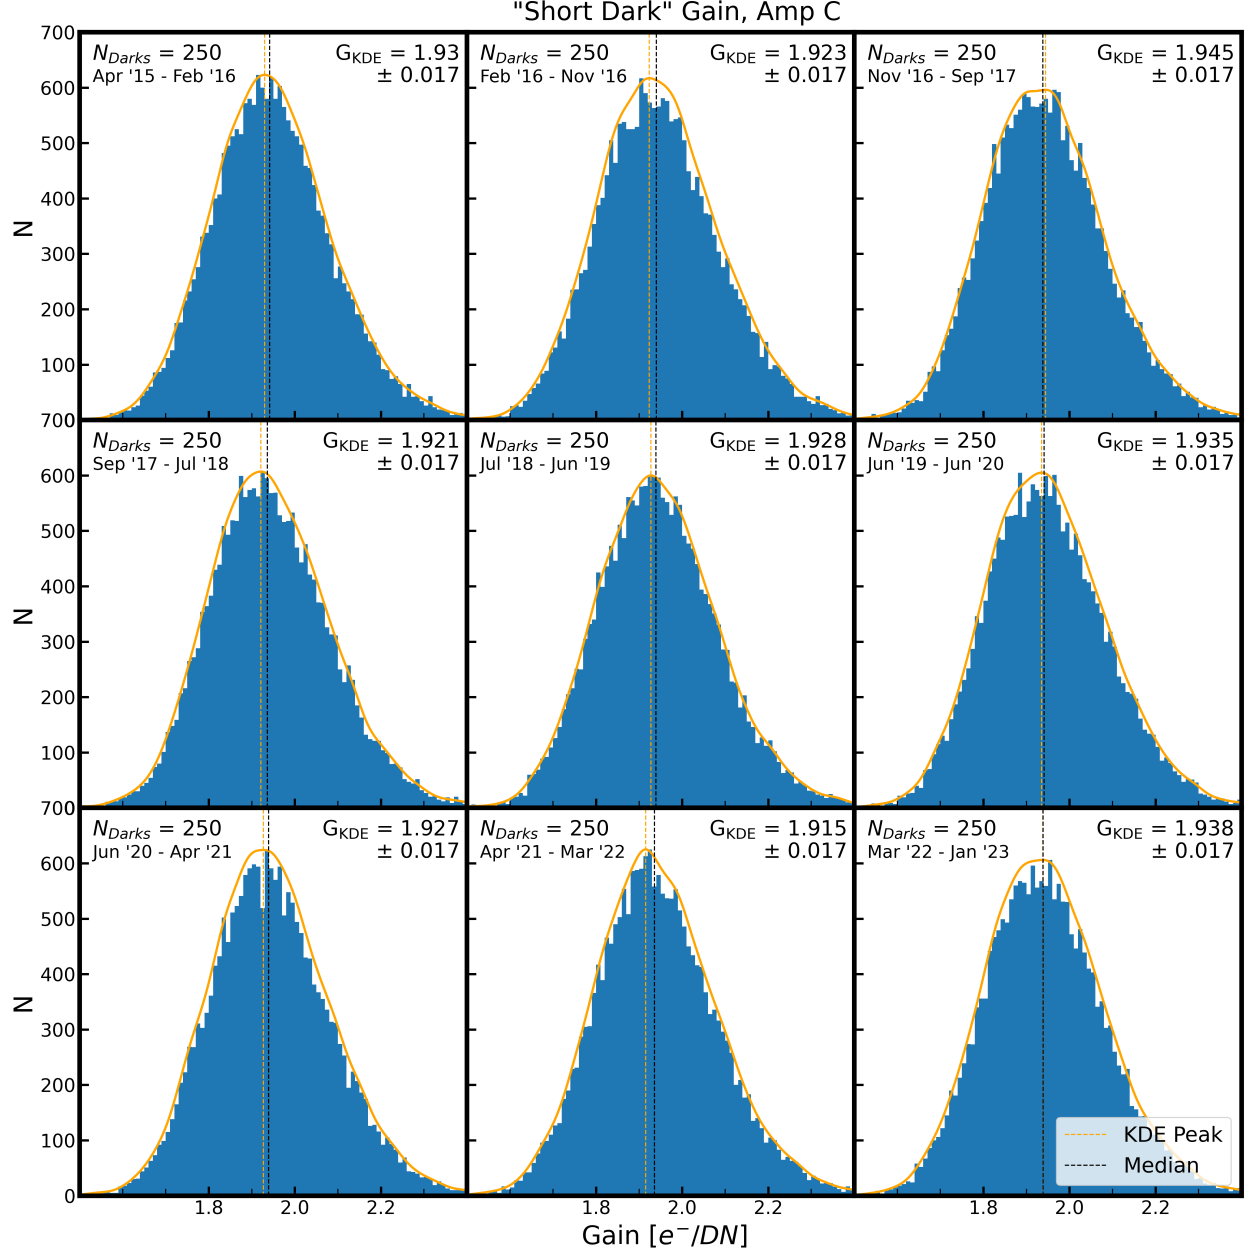 "Short Dark" Gain, Amp C
700
N_Darks = 250 G_KDE = 1.93
Apr '15 - Feb '16 ± 0.017
N_Darks = 250 G_KDE = 1.923
Feb '16 - Nov '16 ± 0.017
N_Darks = 250 G_KDE = 1.945
Nov '16 - Sep '17 ± 0.017
600
500
400
300
200
100
N
700
N_Darks = 250 G_KDE = 1.921
Sep '17 - Jul '18 ± 0.017
N_Darks = 250 G_KDE = 1.928
Jul '18 - Jun '19 ± 0.017
N_Darks = 250 G_KDE = 1.935
Jun '19 - Jun '20 ± 0.017
600
500
400
300
200
100
N
700
N_Darks = 250 G_KDE = 1.927
Jun '20 - Apr '21 ± 0.017
N_Darks = 250 G_KDE = 1.915
Apr '21 - Mar '22 ± 0.017
N_Darks = 250 G_KDE = 1.938
Mar '22 - Jan '23 ± 0.017
600
500
400
300
200
100
0
N
KDE Peak
Median
1.8 2.0 2.2 1.8 2.0 2.2 1.8 2.0 2.2
Gain [e⁻/DN]